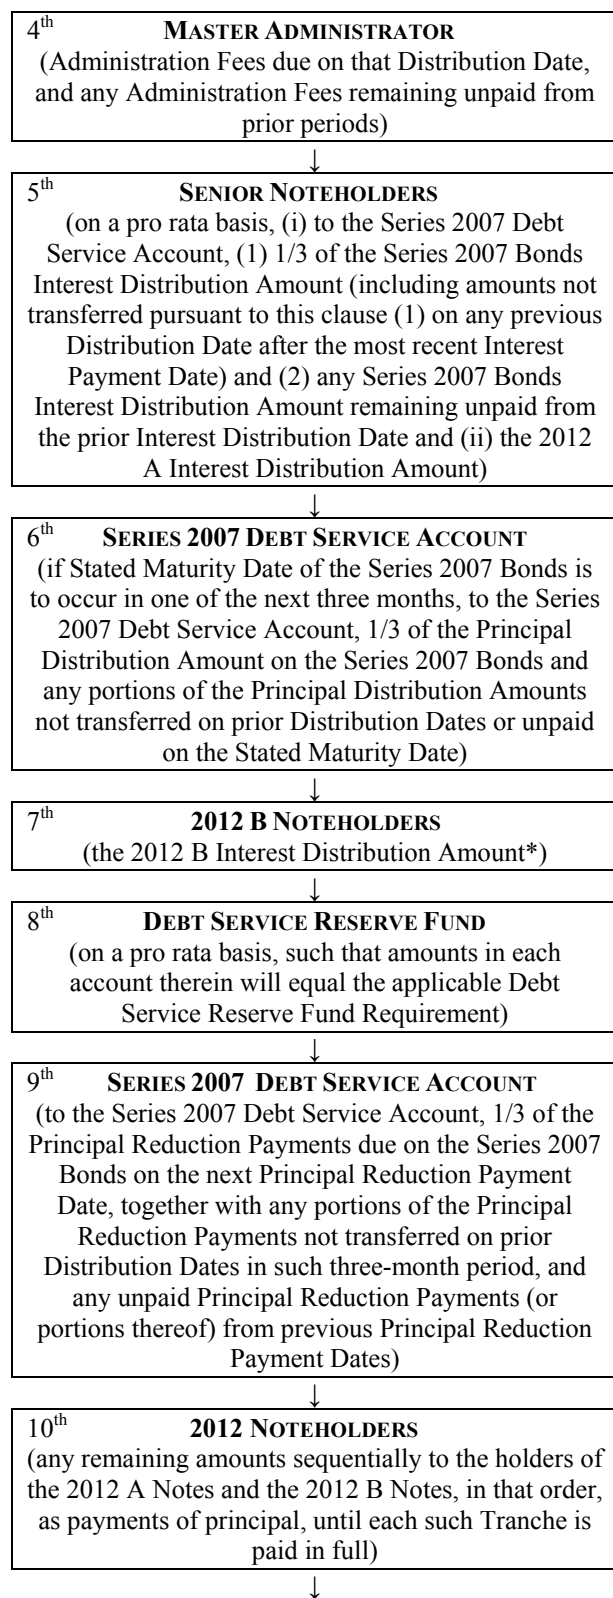 4th MASTER ADMINISTRATOR
(Administration Fees due on that Distribution Date,
and any Administration Fees remaining unpaid from
prior periods)
↓
5th SENIOR NOTEHOLDERS
(on a pro rata basis, (i) to the Series 2007 Debt
Service Account, (1) 1/3 of the Series 2007 Bonds
Interest Distribution Amount (including amounts not
transferred pursuant to this clause (1) on any previous
Distribution Date after the most recent Interest
Payment Date) and (2) any Series 2007 Bonds
Interest Distribution Amount remaining unpaid from
the prior Interest Distribution Date and (ii) the 2012
A Interest Distribution Amount)
↓
6th SERIES 2007 DEBT SERVICE ACCOUNT
(if Stated Maturity Date of the Series 2007 Bonds is
to occur in one of the next three months, to the Series
2007 Debt Service Account, 1/3 of the Principal
Distribution Amount on the Series 2007 Bonds and
any portions of the Principal Distribution Amounts
not transferred on prior Distribution Dates or unpaid
on the Stated Maturity Date)
↓
7th 2012 B NOTEHOLDERS
(the 2012 B Interest Distribution Amount*)
↓
8th DEBT SERVICE RESERVE FUND
(on a pro rata basis, such that amounts in each
account therein will equal the applicable Debt
Service Reserve Fund Requirement)
↓
9th SERIES 2007 DEBT SERVICE ACCOUNT
(to the Series 2007 Debt Service Account, 1/3 of the
Principal Reduction Payments due on the Series 2007
Bonds on the next Principal Reduction Payment
Date, together with any portions of the Principal
Reduction Payments not transferred on prior
Distribution Dates in such three-month period, and
any unpaid Principal Reduction Payments (or
portions thereof) from previous Principal Reduction
Payment Dates)
↓
10th 2012 NOTEHOLDERS
(any remaining amounts sequentially to the holders of
the 2012 A Notes and the 2012 B Notes, in that order,
as payments of principal, until each such Tranche is
paid in full)
↓